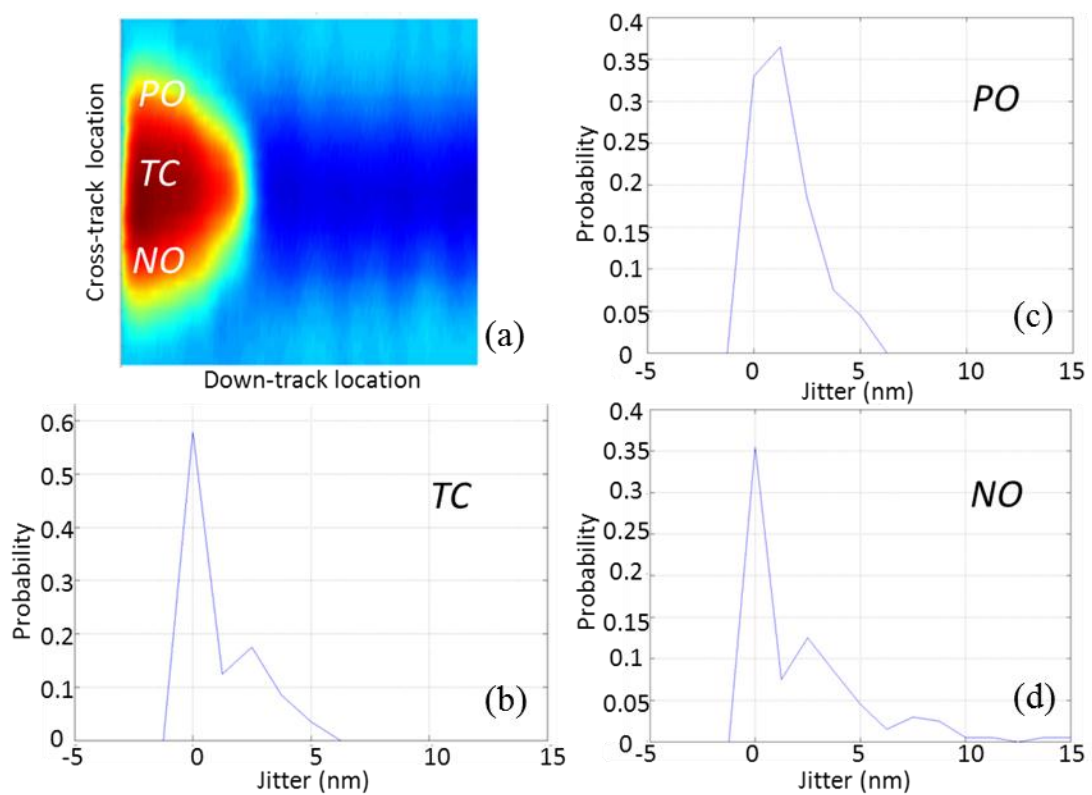 PO
TC
NO
Cross-track location
Down-track location
(a)
0.6
0.5
0.4
0.3
0.2
0.1
0
-5 0 5 10 15
Probability
Jitter (nm)
TC
(b)
0.4
0.35
0.3
0.25
0.2
0.15
0.1
0.05
0
-5 0 5 10 15
Probability
Jitter (nm)
PO
(c)
0.4
0.35
0.3
0.25
0.2
0.15
0.1
0.05
0
-5 0 5 10 15
Probability
Jitter (nm)
NO
(d)